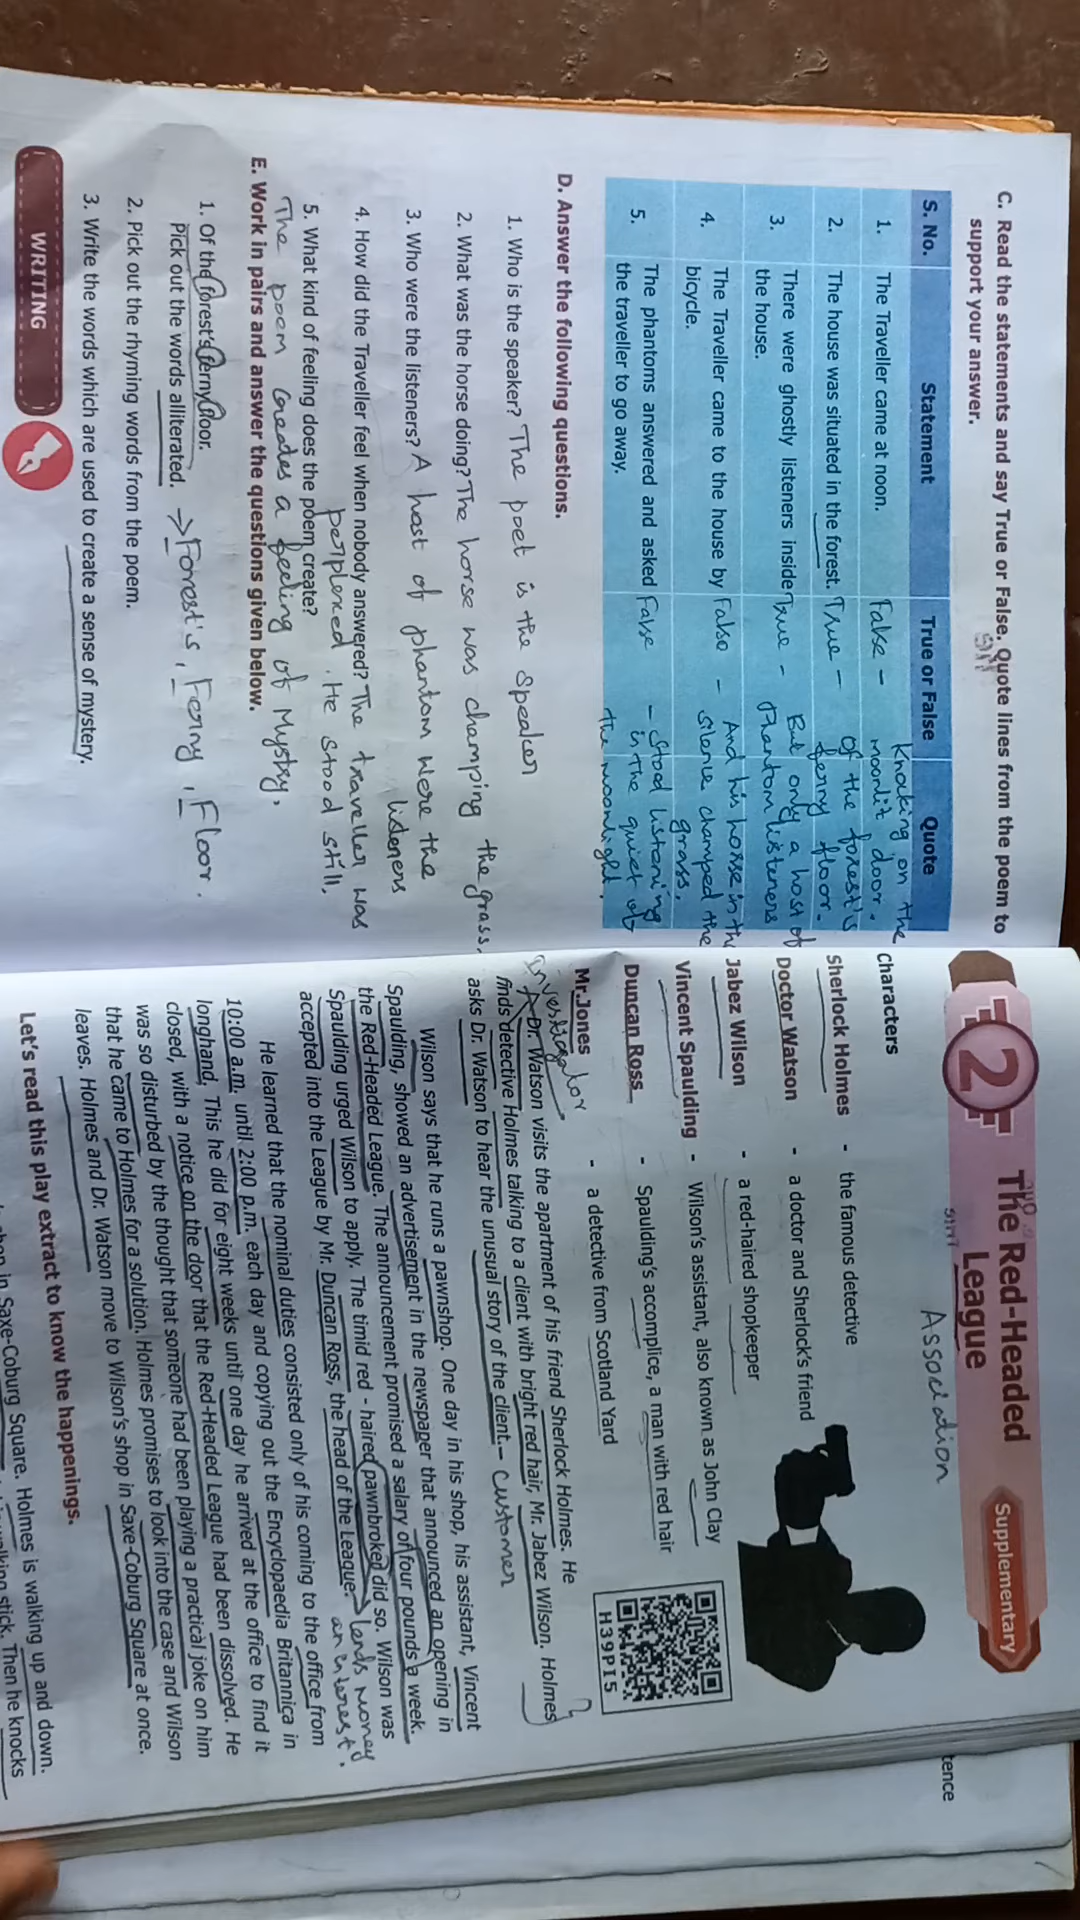 C. Read the statements and say True or False. Quote lines from the poem to
support your answer.
S. No. Statement True or False Quote
1. The Traveller came at noon. False - Knocking on the
moonlit door.
2. The house was situated in the forest. True - of the forest's
ferny floor.
3. There were ghostly listeners inside True - But only a host of
the house. Phantom listeners
4. The Traveller came to the house by False - And his horse in the
bicycle. silence champed the
grass.
5. The phantoms answered and asked False - Stood listening
the traveller to go away. in the quiet of
the moonlight.
D. Answer the following questions.
1. Who is the speaker? The poet is the speaker
2. What was the horse doing? The horse was champing the grass.
3. Who were the listeners? A host of phantom were the
listeners
4. How did the Traveller feel when nobody answered? The traveller was
perplexed. He stood still.
5. What kind of feeling does the poem create?
The poem creates a feeling of Mystry.
E. Work in pairs and answer the questions given below.
1. Of the forest's ferny floor.
Pick out the words alliterated. → Forest's, Ferny, Floor.
2. Pick out the rhyming words from the poem.
3. Write the words which are used to create a sense of mystery.
WRITING
tence
2 The Red-Headed
League
Supplementary
Association
Characters
Sherlock Holmes - the famous detective
Doctor Watson - a doctor and Sherlock's friend
Jabez Wilson - a red-haired shopkeeper
Vincent Spaulding - Wilson's assistant, also known as John Clay
Duncan Ross - Spaulding's accomplice, a man with red hair
Mr.Jones - a detective from Scotland Yard
H39PI5
Investigator
Dr. Watson visits the apartment of his friend Sherlock Holmes. He
finds detective Holmes talking to a client with bright red hair, Mr. Jabez Wilson. Holmes
asks Dr. Watson to hear the unusual story of the client. - customer
Wilson says that he runs a pawnshop. One day in his shop, his assistant, Vincent
Spaulding, showed an advertisement in the newspaper that announced an opening in
the Red-Headed League. The announcement promised a salary of four pounds a week.
Spaulding urged Wilson to apply. The timid red - haired pawnbroked did so. Wilson was
accepted into the League by Mr. Duncan Ross, the head of the League.
lends money
an interest.
He learned that the nominal duties consisted only of his coming to the office from
10:00 a.m. until 2:00 p.m. each day and copying out the Encyclopaedia Britannica in
longhand. This he did for eight weeks until one day he arrived at the office to find it
closed, with a notice on the door that the Red-Headed League had been dissolved. He
was so disturbed by the thought that someone had been playing a practical joke on him
that he came to Holmes for a solution. Holmes promises to look into the case and Wilson
leaves. Holmes and Dr. Watson move to Wilson's shop in Saxe-Coburg Square at once.
Let's read this play extract to know the happenings.
in Saxe-Coburg Square. Holmes is walking up and down.
stick. Then he knocks